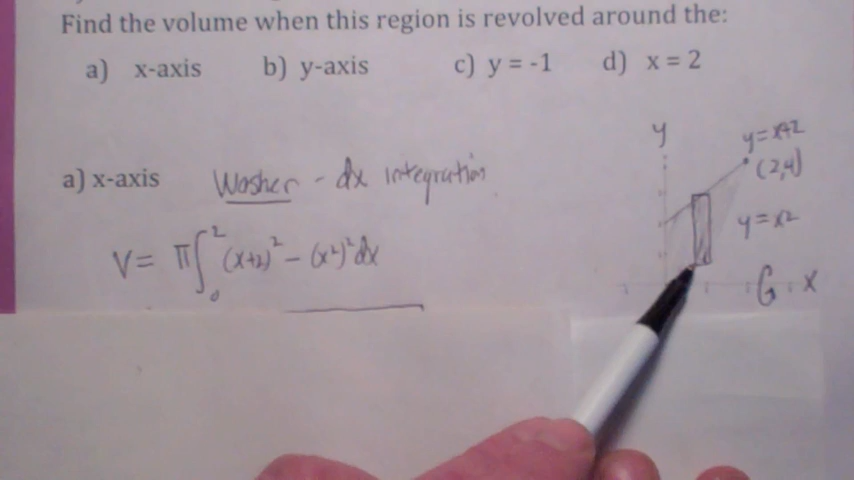 Find the volume when this region is revolved around the:
a) x-axis b) y-axis c) y = -1 d) x = 2
a) x-axis Washer - dx integration
V = π∫₀² (x+2)² - (x²)² dx
y
y = x+2
(2,4)
y = x²
x